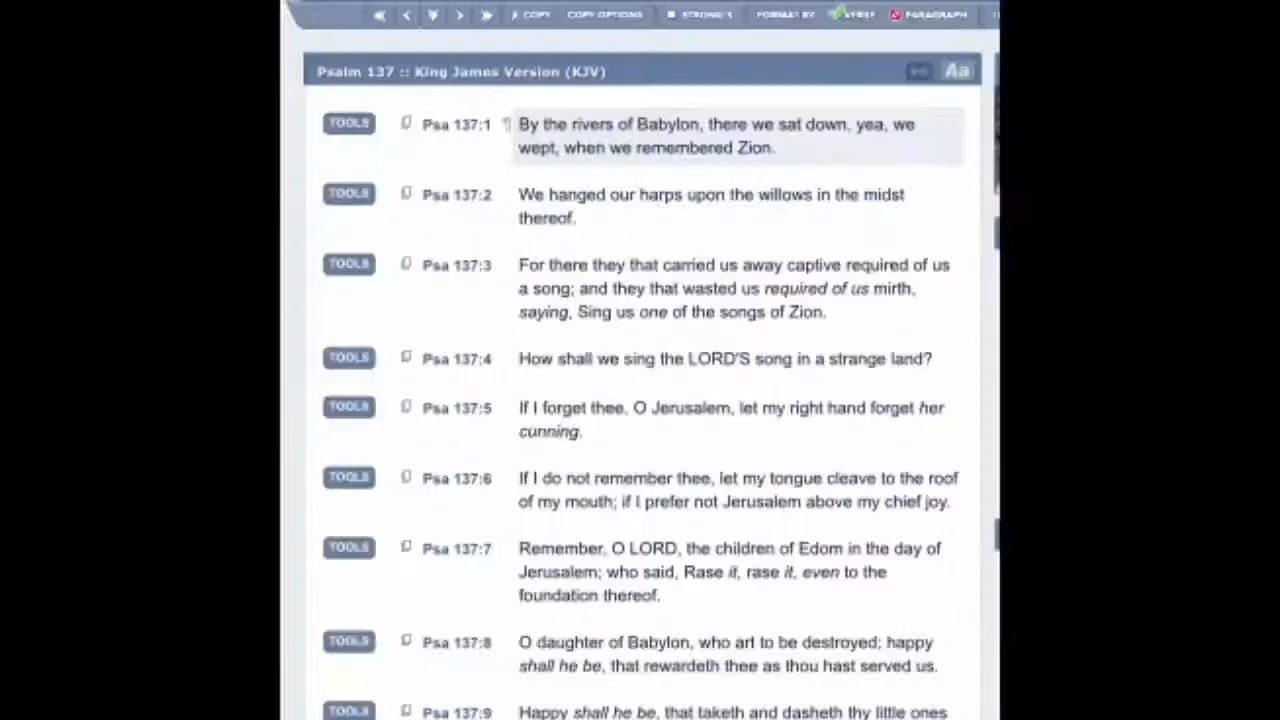 COPY COPY OPTIONS STRONG'S FORMAT BY VERSE PARAGRAPH
Psalm 137 :: King James Version (KJV) Aa
TOOLS Psa 137:1 ¶ By the rivers of Babylon, there we sat down, yea, we
wept, when we remembered Zion.
TOOLS Psa 137:2 We hanged our harps upon the willows in the midst
thereof.
TOOLS Psa 137:3 For there they that carried us away captive required of us
a song; and they that wasted us required of us mirth,
saying, Sing us one of the songs of Zion.
TOOLS Psa 137:4 How shall we sing the LORD'S song in a strange land?
TOOLS Psa 137:5 If I forget thee, O Jerusalem, let my right hand forget her
cunning.
TOOLS Psa 137:6 If I do not remember thee, let my tongue cleave to the roof
of my mouth; if I prefer not Jerusalem above my chief joy.
TOOLS Psa 137:7 Remember, O LORD, the children of Edom in the day of
Jerusalem; who said, Rase it, rase it, even to the
foundation thereof.
TOOLS Psa 137:8 O daughter of Babylon, who art to be destroyed; happy
shall he be, that rewardeth thee as thou hast served us.
TOOLS Psa 137:9 Happy shall he be, that taketh and dasheth thy little ones